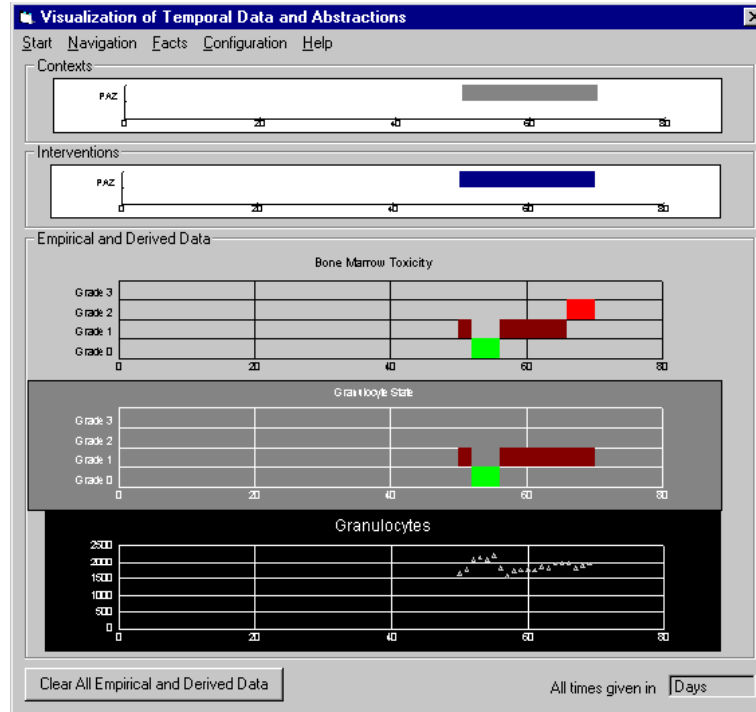 Visualization of Temporal Data and Abstractions
Start Navigation Facts Configuration Help
Contexts
PAZ
0 20 40 60 80
Interventions
PAZ
0 20 40 60 80
Empirical and Derived Data
Bone Marrow Toxicity
Grade 3
Grade 2
Grade 1
Grade 0
0 20 40 60 80
Granulocyte State
Grade 3
Grade 2
Grade 1
Grade 0
0 20 40 60 80
Granulocytes
2500
2000
1500
1000
500
0
0 20 40 60 80
Clear All Empirical and Derived Data
All times given in Days